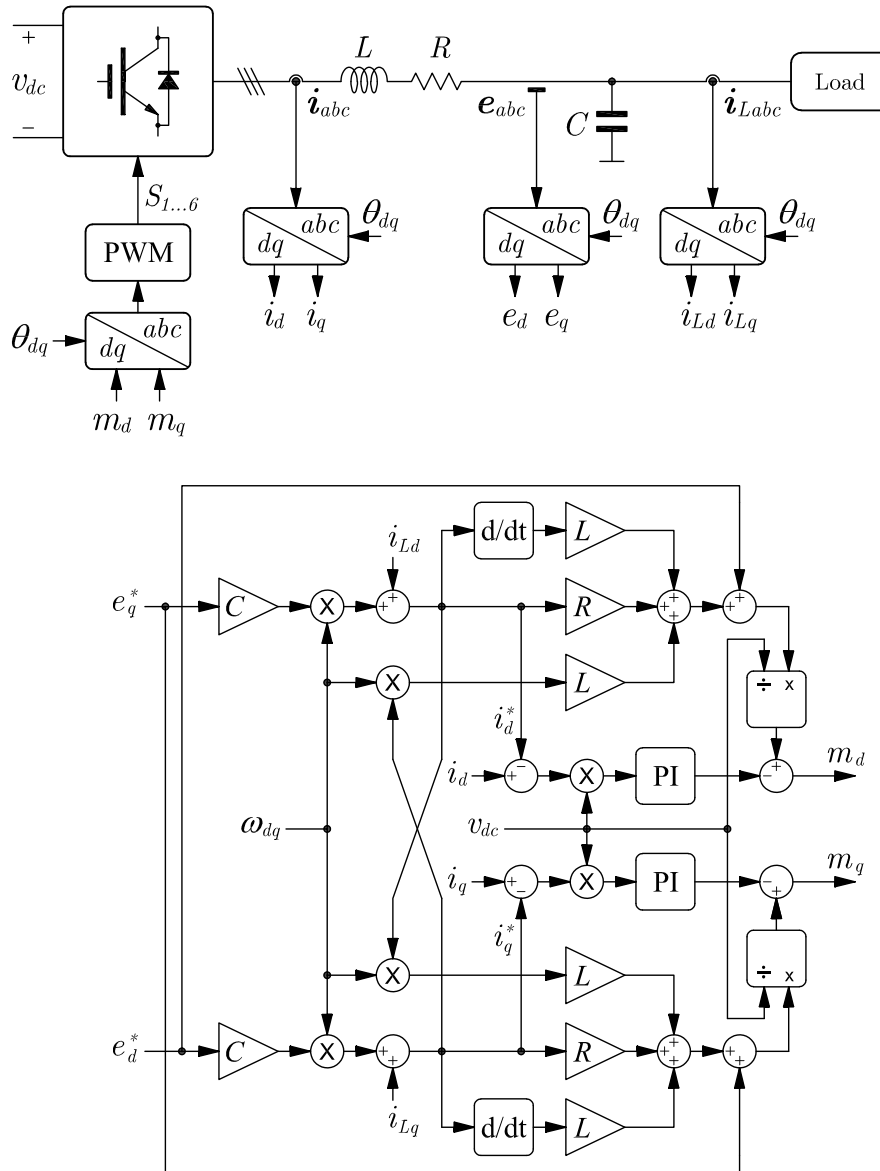 +
v_dc
−
L R
i_abc e_abc C i_Labc Load
S_1...6
PWM
abc dq θ_dq
abc dq θ_dq
abc dq θ_dq
i_d i_q e_d e_q i_Ld i_Lq
θ_dq abc dq
m_d m_q
d/dt L
i_Ld
e_q^* C X + + R + + + + +
X L
÷ x
i_d^*
i_d + − X PI − + m_d
ω_dq v_dc
i_q + − X PI − + m_q
i_q^*
÷ x
X L
e_d^* C X + + R + + + + +
i_Lq
d/dt L